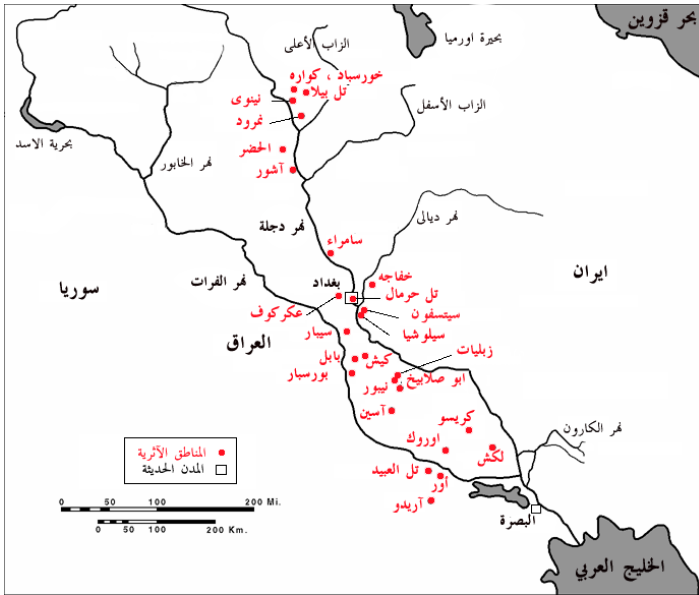 بحر قزوين
بحيرة اورميا
الزاب الأعلى
خورسباد ، كواره
تل بيلا
نينوى
نمرود
الزاب الأسفل
بحرية الاسد
الحضر
نهر الخابور
آشور
نهر ديالى
نهر دجلة
سامراء
ايران
سوريا
نهر الفرات
بغداد
خفاجه
تل حرمال
عكركوف
سيتسفون
سيلوشيا
العراق
سيبار
زبليات
كيش
بابل
ابو صلابيخ
بورسبار
نيبور
آسين
كريسو
نهر الكارون
اوروك
لكش
المناطق الآثرية
المدن الحديثة
تل العبيد
أور
آريدو
البصرة
0 50 100 200 Mi.
0 50 100 200 Km.
الخليج العربي